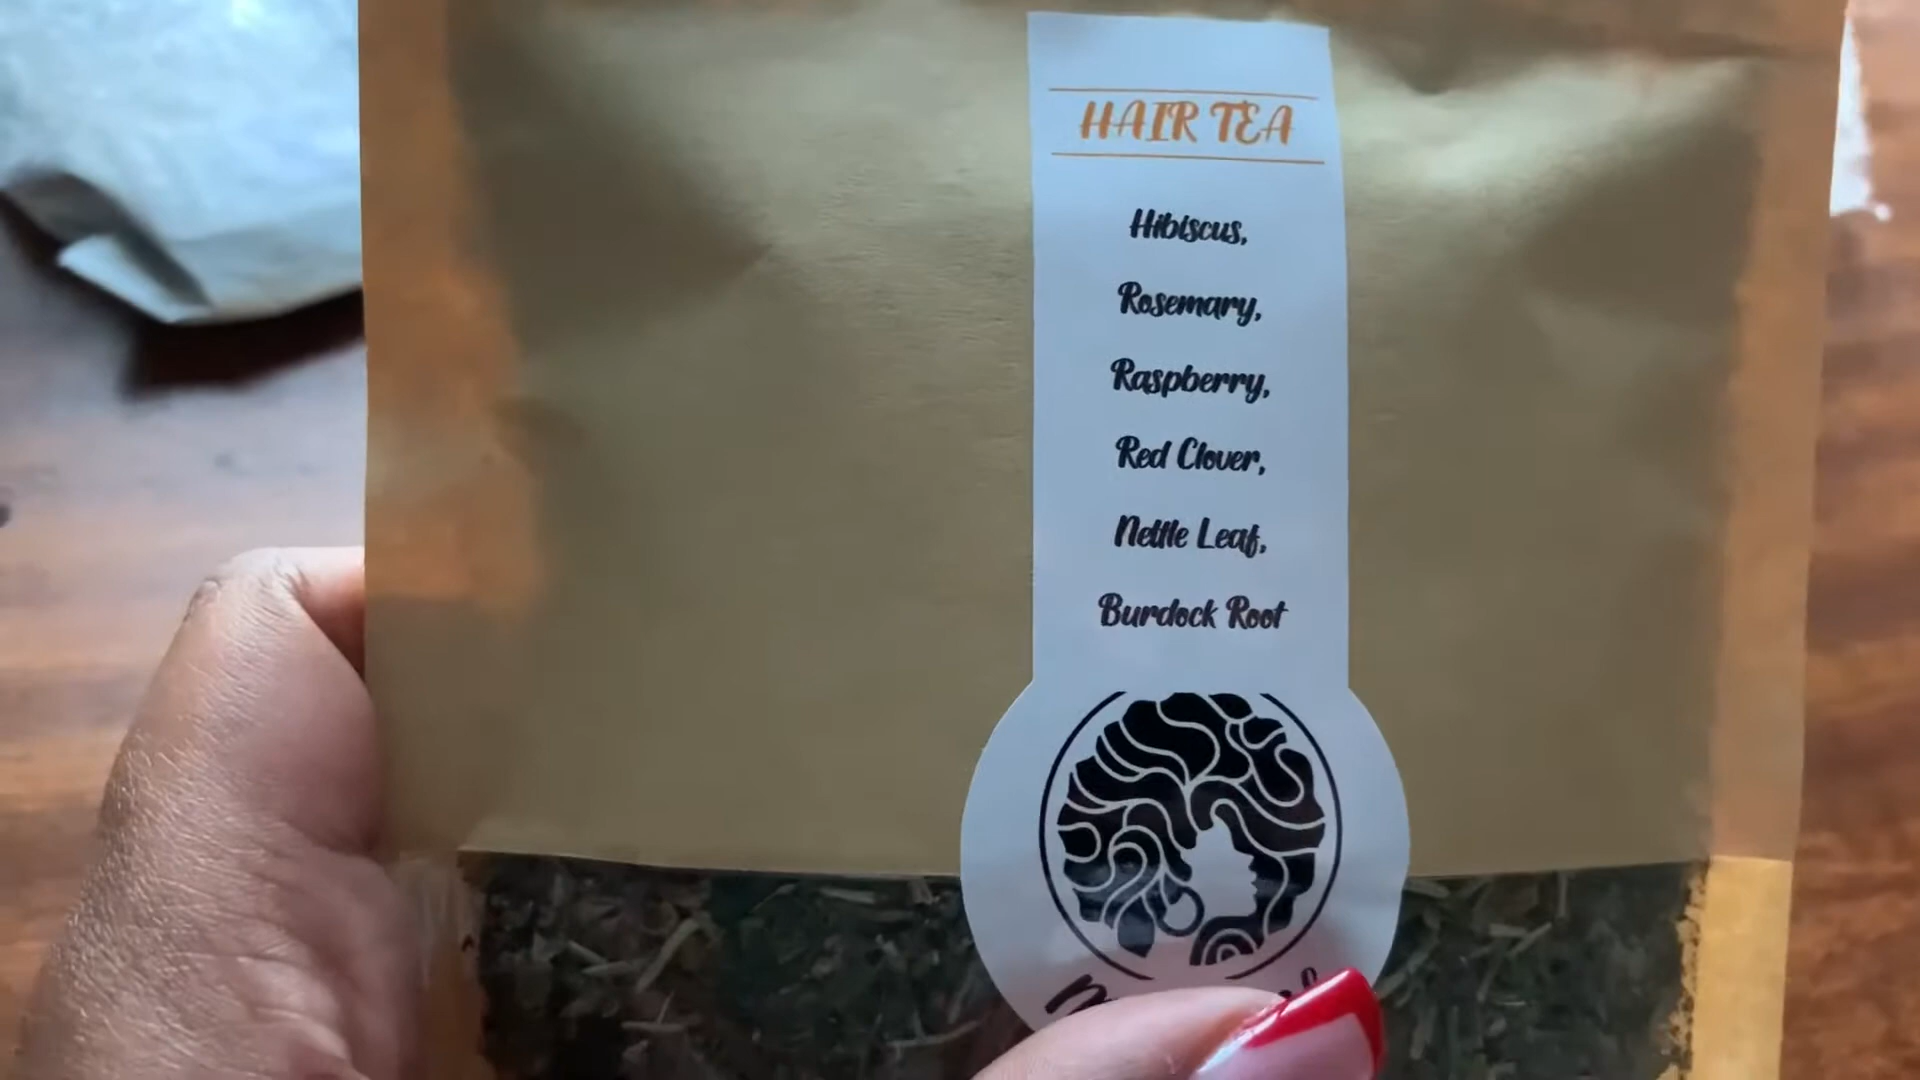 HAIR TEA
Hibiscus,
Rosemary,
Raspberry,
Red Clover,
Nettle Leaf,
Burdock Root